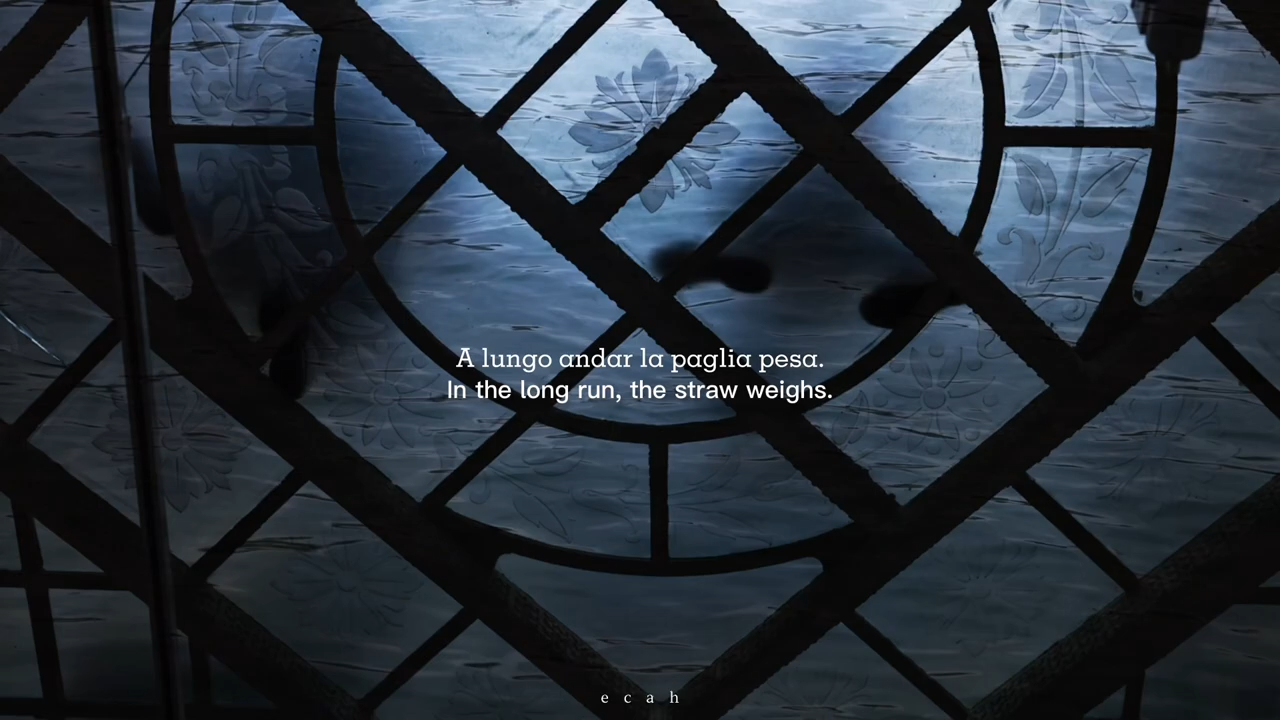 A lungo andar la paglia pesa.
In the long run, the straw weighs.
e c a h